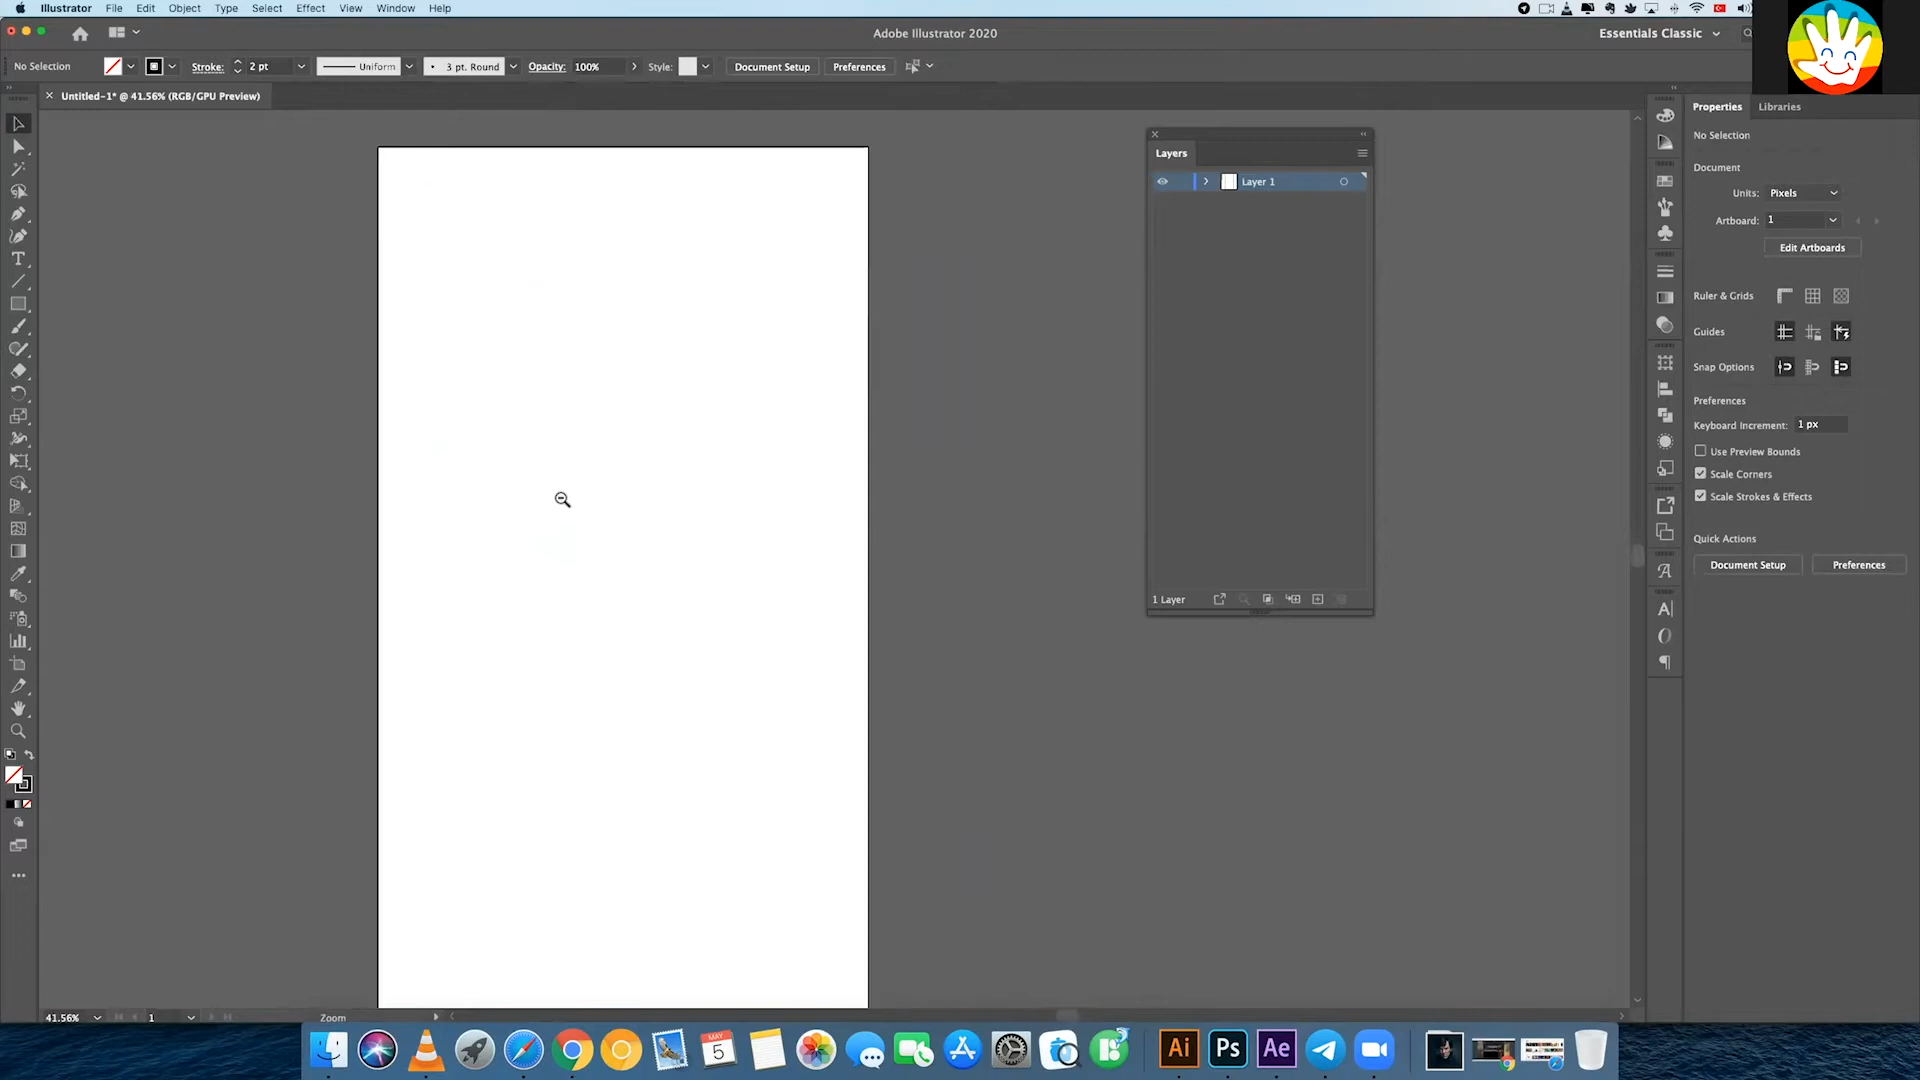 Illustrator File Edit Object Type Select Effect View Window Help
Adobe Illustrator 2020
Essentials Classic
No Selection
Stroke: 2 pt
Uniform
3 pt. Round
Opacity: 100%
Style:
Document Setup
Preferences
Untitled-1* @ 41.56% (RGB/GPU Preview)
Layers
Layer 1
1 Layer
Properties Libraries
No Selection
Document
Units: Pixels
Artboard: 1
Edit Artboards
Ruler & Grids
Guides
Snap Options
Preferences
Keyboard Increment: 1 px
Use Preview Bounds
Scale Corners
Scale Strokes & Effects
Quick Actions
Document Setup Preferences
41.56% 1 Zoom
MAY
5
Ai Ps Ae